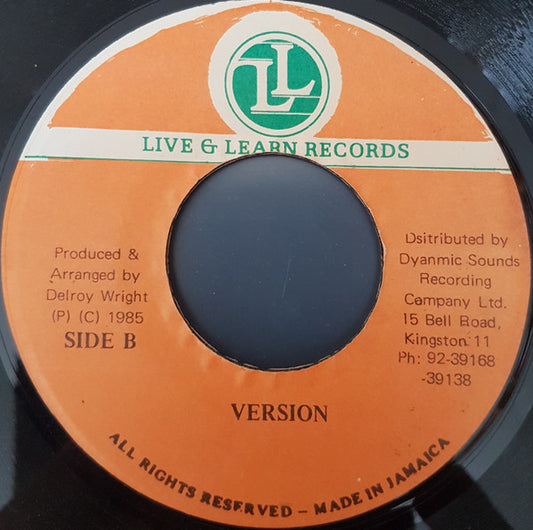 LL
LIVE & LEARN RECORDS
Produced &
Arranged by
Delroy Wright
(P) (C) 1985
SIDE B
Dsitributed by
Dyanmic Sounds
Recording
Company Ltd.
15 Bell Road,
Kingston 11
Ph: 92-39168
-39138
VERSION
ALL RIGHTS RESERVED - MADE IN JAMAICA